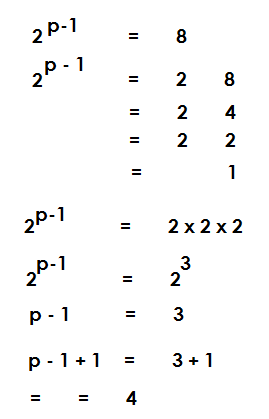 2^p-1 = 8
2^p - 1 = 2 8
= 2 4
= 2 2
= 1
2^p-1 = 2 x 2 x 2
2^p-1 = 2^3
p - 1 = 3
p - 1 + 1 = 3 + 1
= = 4